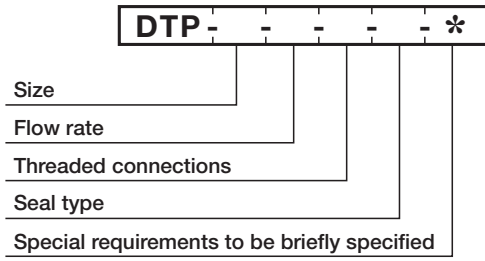 DTP- - - - - *
Size
Flow rate
Threaded connections
Seal type
Special requirements to be briefly specified